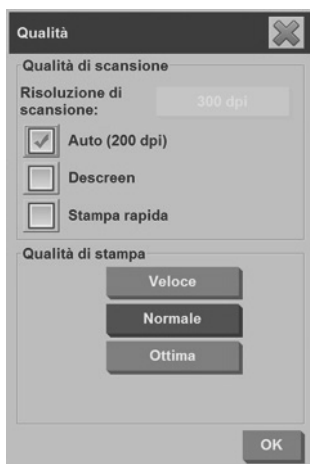 Qualità
Qualità di scansione
Risoluzione di
scansione:
300 dpi
Auto (200 dpi)
Descreen
Stampa rapida
Qualità di stampa
Veloce
Normale
Ottima
OK